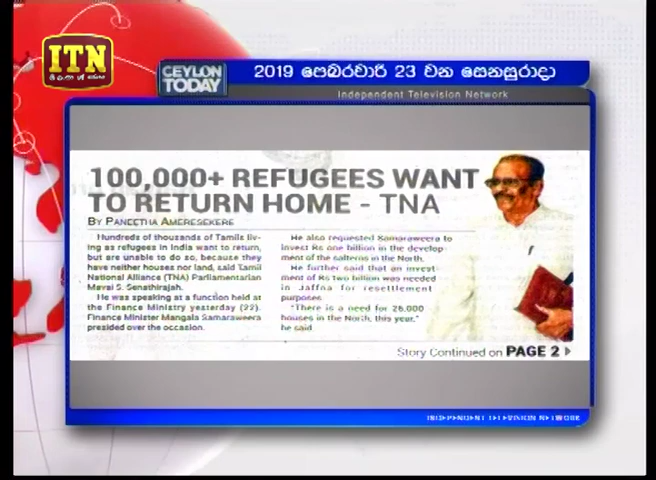 ITN
CEYLON
TODAY
2019 පෙබරවාරි 23 වන සෙනසුරාදා
Independent Television Network
100,000+ REFUGEES WANT
TO RETURN HOME - TNA
BY PANEETHA AMERESEKERE
Hundreds of thousands of Tamils liv-
ing as refugees in India want to return,
but are unable to do so, because they
have neither houses nor land, said Tamil
National Alliance (TNA) Parliamentarian
Mavai S. Senathirajah.
He was speaking at a function held at
the Finance Ministry yesterday (22).
Finance Minister Mangala Samaraweera
presided over the occasion.
He also requested Samaraweera to
invest Rs one billion in the develop-
ment of the salterns in the North.
He further said that an invest-
ment of Rs two billion was needed
in Jaffna for resettlement
purposes.
"There is a need for 26,000
houses in the North, this year,"
he said.
Story Continued on PAGE 2
INDEPENDENT TELEVISION NETWORK